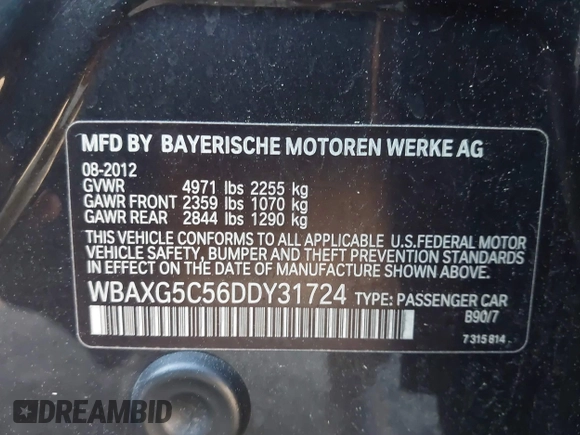 MFD BY BAYERISCHE MOTOREN WERKE AG
08-2012
GVWR 4971 lbs 2255 kg
GAWR FRONT 2359 lbs 1070 kg
GAWR REAR 2844 lbs 1290 kg
THIS VEHICLE CONFORMS TO ALL APPLICABLE U.S.FEDERAL MOTOR
VEHICLE SAFETY, BUMPER AND THEFT PREVENTION STANDARDS
IN EFFECT ON THE DATE OF MANUFACTURE SHOWN ABOVE.
WBAXG5C56DDY31724 TYPE: PASSENGER CAR
B90/7
7 315 814
DREAMBID